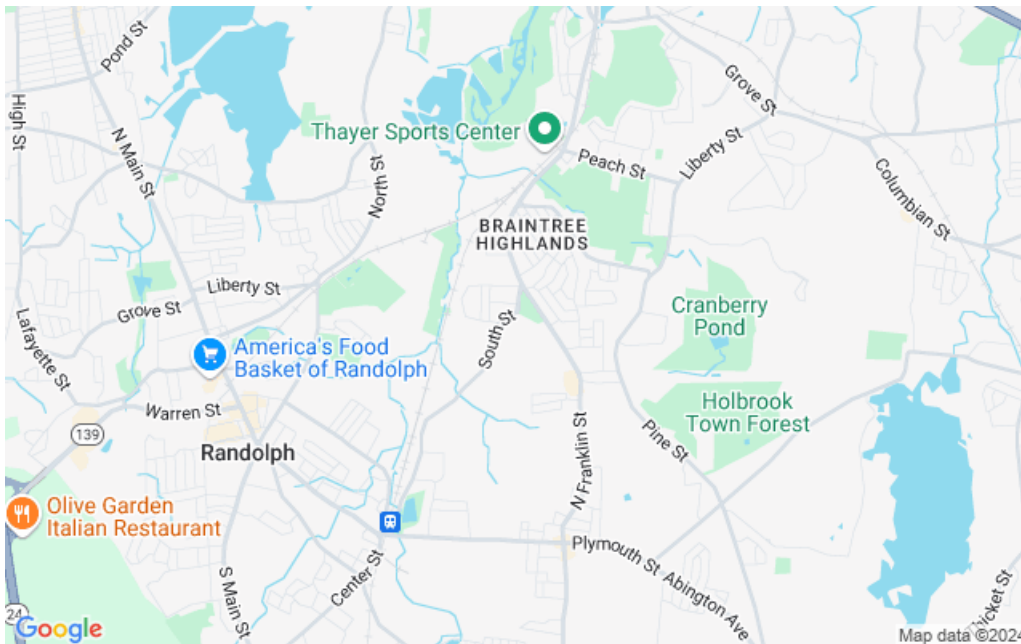 Pond St
High St
N Main St
North St
Thayer Sports Center
Peach St
Liberty St
Grove St
Columbian St
BRAINTREE
HIGHLANDS
Liberty St
Grove St
Lafayette St
America's Food
Basket of Randolph
South St
Cranberry
Pond
Warren St
139
Randolph
Holbrook
Town Forest
N Franklin St
Pine St
Olive Garden
Italian Restaurant
Plymouth St
Abington Ave
S Main St
Center St
24
Google
Map data ©2024